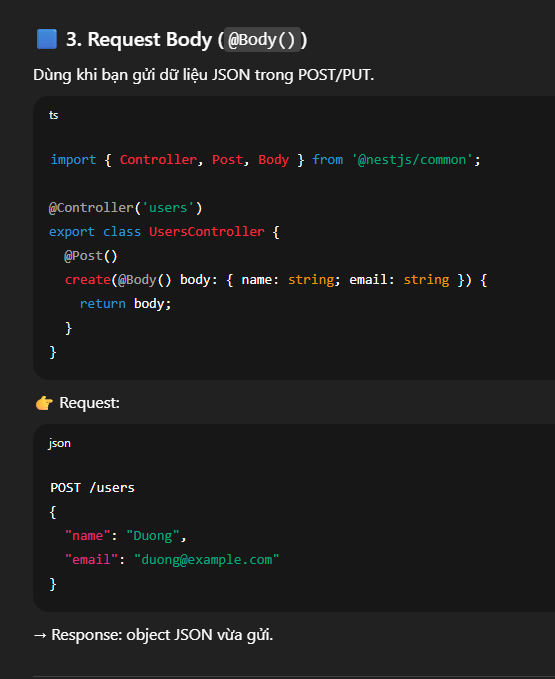 3. Request Body (@Body())
Dùng khi bạn gửi dữ liệu JSON trong POST/PUT.
ts
import { Controller, Post, Body } from '@nestjs/common';
@Controller('users')
export class UsersController {
  @Post()
  create(@Body() body: { name: string; email: string }) {
    return body;
  }
}
👉 Request:
json
POST /users
{
  "name": "Duong",
  "email": "duong@example.com"
}
→ Response: object JSON vừa gửi.